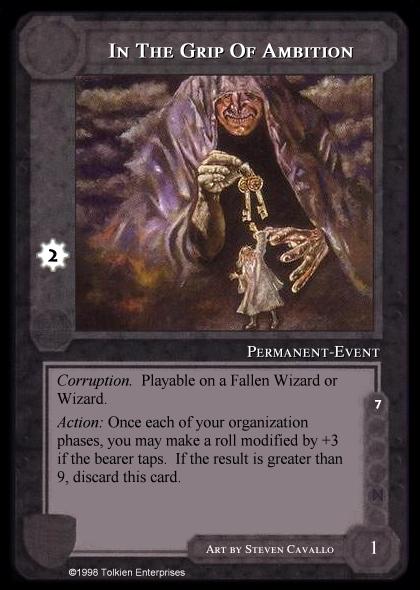 In The Grip Of Ambition
2
Permanent-Event
Corruption. Playable on a Fallen Wizard or
Wizard.
7
Action: Once each of your organization
phases, you may make a roll modified by +3
if the bearer taps. If the result is greater than
9, discard this card.
N
Art by Steven Cavallo
1
©1998 Tolkien Enterprises